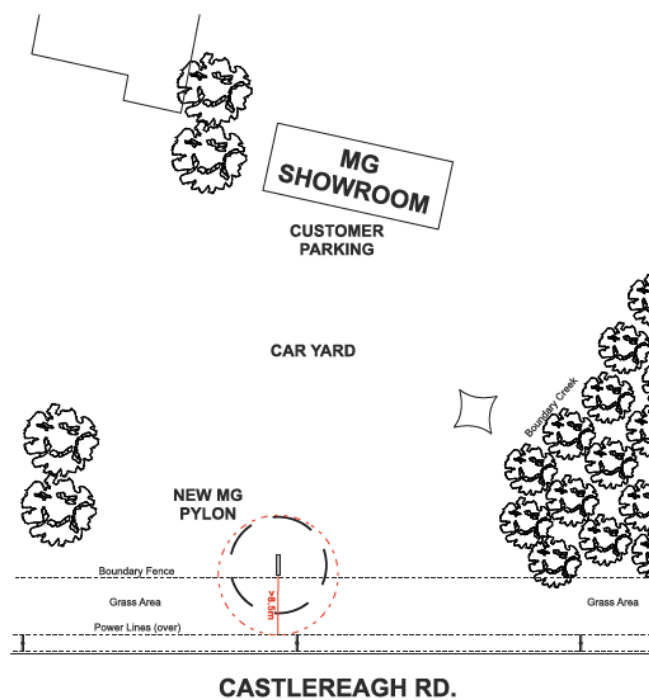 MG
SHOWROOM
CUSTOMER
PARKING
CAR YARD
Boundary Creek
NEW MG
PYLON
Boundary Fence
>8.5m
Grass Area
Grass Area
Power Lines (over)
CASTLEREAGH RD.